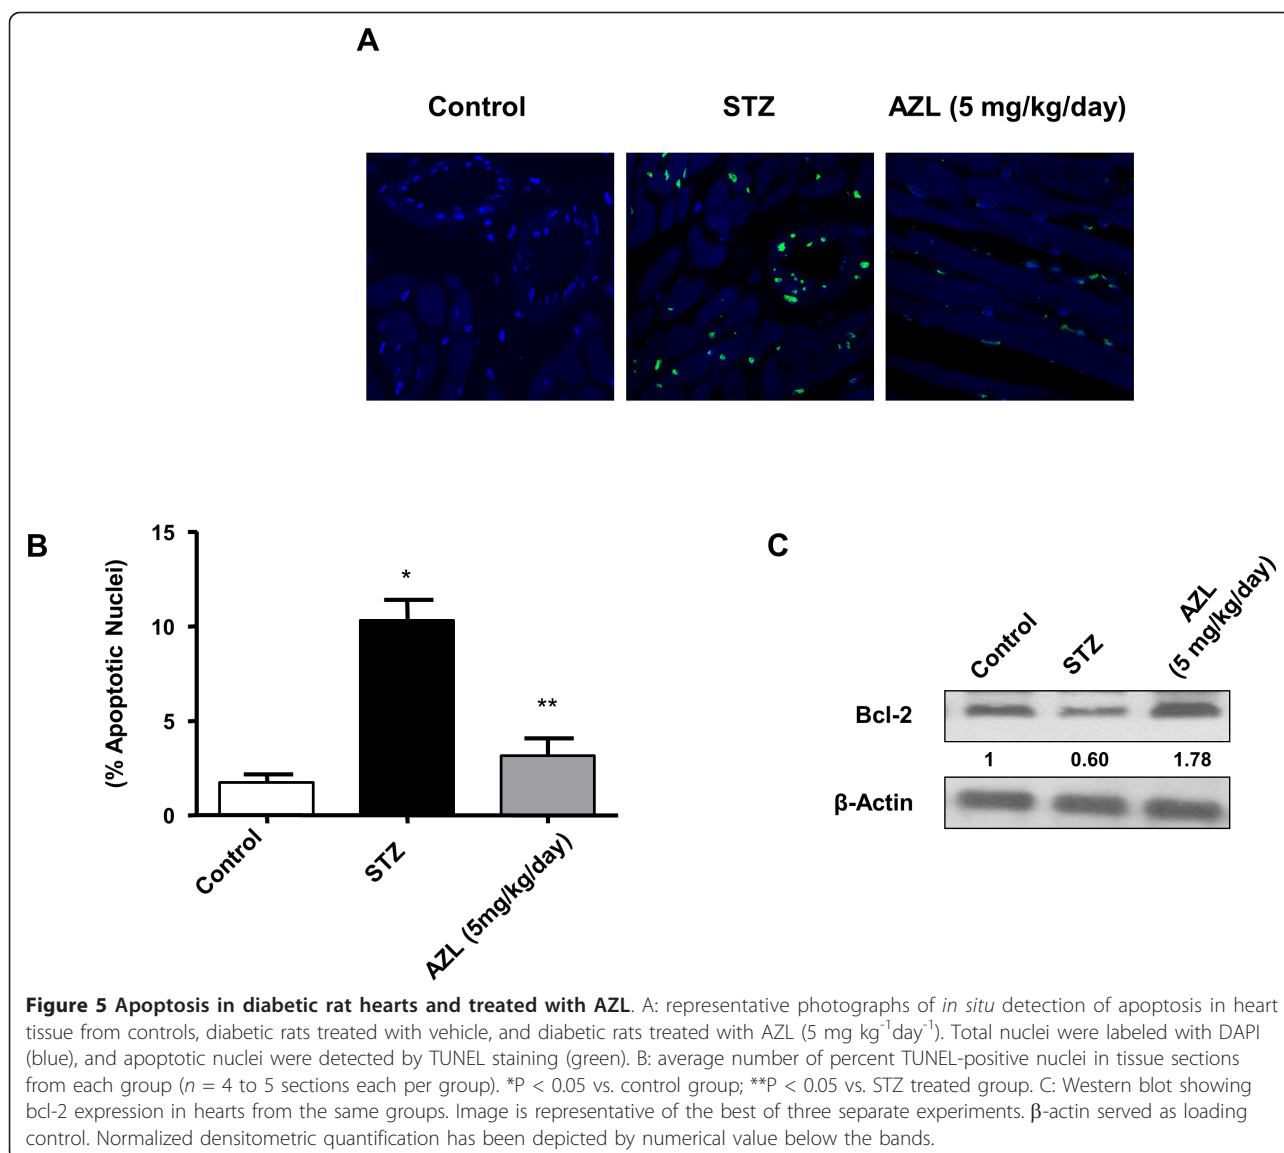 A
Control STZ AZL (5 mg/kg/day)
B
(% Apoptotic Nuclei)
15
10
5
0
*
**
Control
STZ
AZL (5mg/kg/day)
C
Control
STZ
AZL
(5 mg/kg/day)
Bcl-2
1 0.60 1.78
β-Actin
Figure 5 Apoptosis in diabetic rat hearts and treated with AZL. A: representative photographs of in situ detection of apoptosis in heart
tissue from controls, diabetic rats treated with vehicle, and diabetic rats treated with AZL (5 mg kg⁻¹day⁻¹). Total nuclei were labeled with DAPI
(blue), and apoptotic nuclei were detected by TUNEL staining (green). B: average number of percent TUNEL-positive nuclei in tissue sections
from each group (n = 4 to 5 sections each per group). *P < 0.05 vs. control group; **P < 0.05 vs. STZ treated group. C: Western blot showing
bcl-2 expression in hearts from the same groups. Image is representative of the best of three separate experiments. β-actin served as loading
control. Normalized densitometric quantification has been depicted by numerical value below the bands.